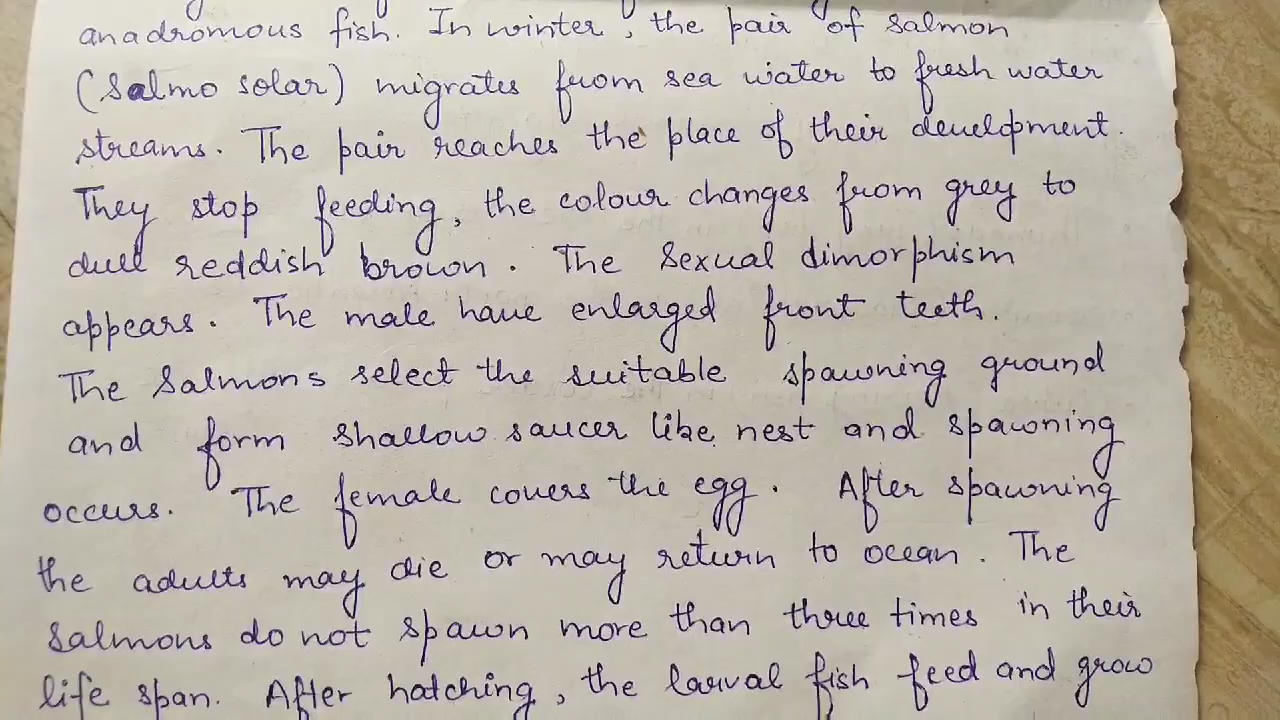 anadromous fish. In winter, the pair of salmon
(Salmo solar) migrates from sea water to fresh water
streams. The pair reaches the place of their development.
They stop feeding, the colour changes from grey to
dull reddish brown. The sexual dimorphism
appears. The male have enlarged front teeth.
The Salmons select the suitable spawning ground
and form shallow saucer like nest and spawning
occurs. The female covers the egg. After spawning
the adults may die or may return to ocean. The
salmons do not spawn more than three times in their
life span. After hatching, the larval fish feed and grow